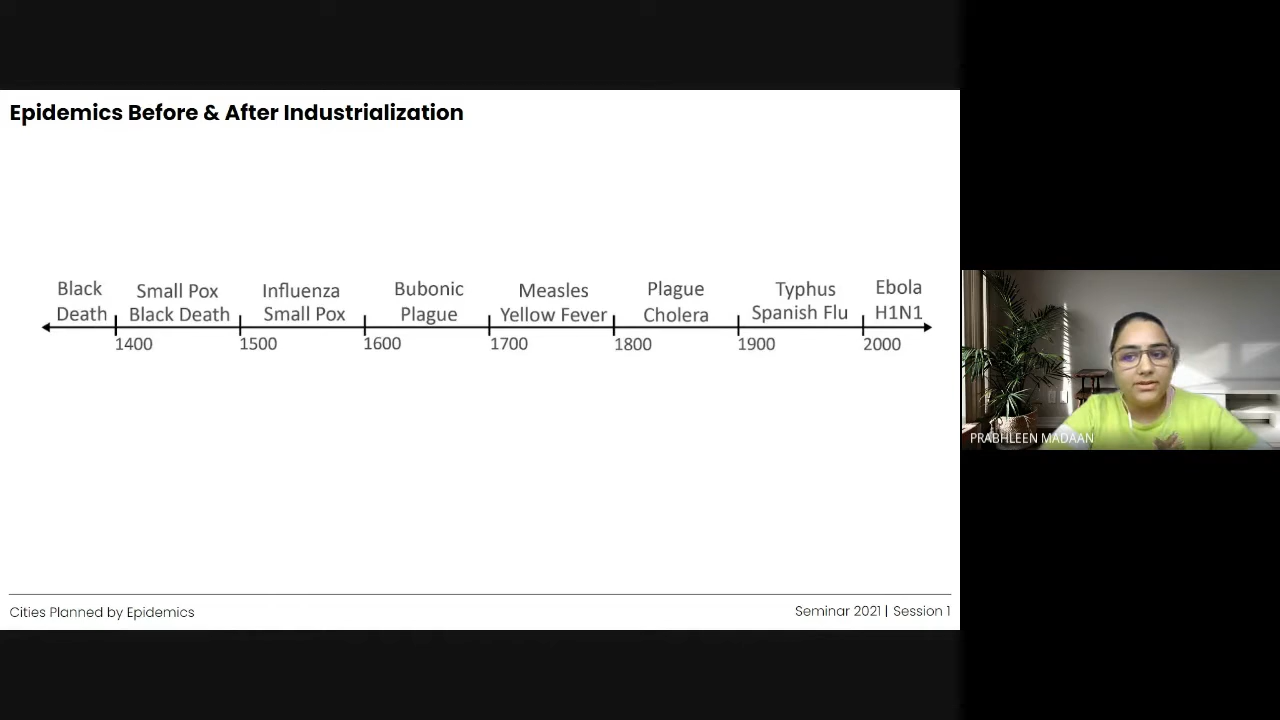 Epidemics Before & After Industrialization
Black
Death
Small Pox
Black Death
Influenza
Small Pox
Bubonic
Plague
Measles
Yellow Fever
Plague
Cholera
Typhus
Spanish Flu
Ebola
H1N1
1400 1500 1600 1700 1800 1900 2000
PRABHLEEN MADAAN
Cities Planned by Epidemics
Seminar 2021 | Session 1